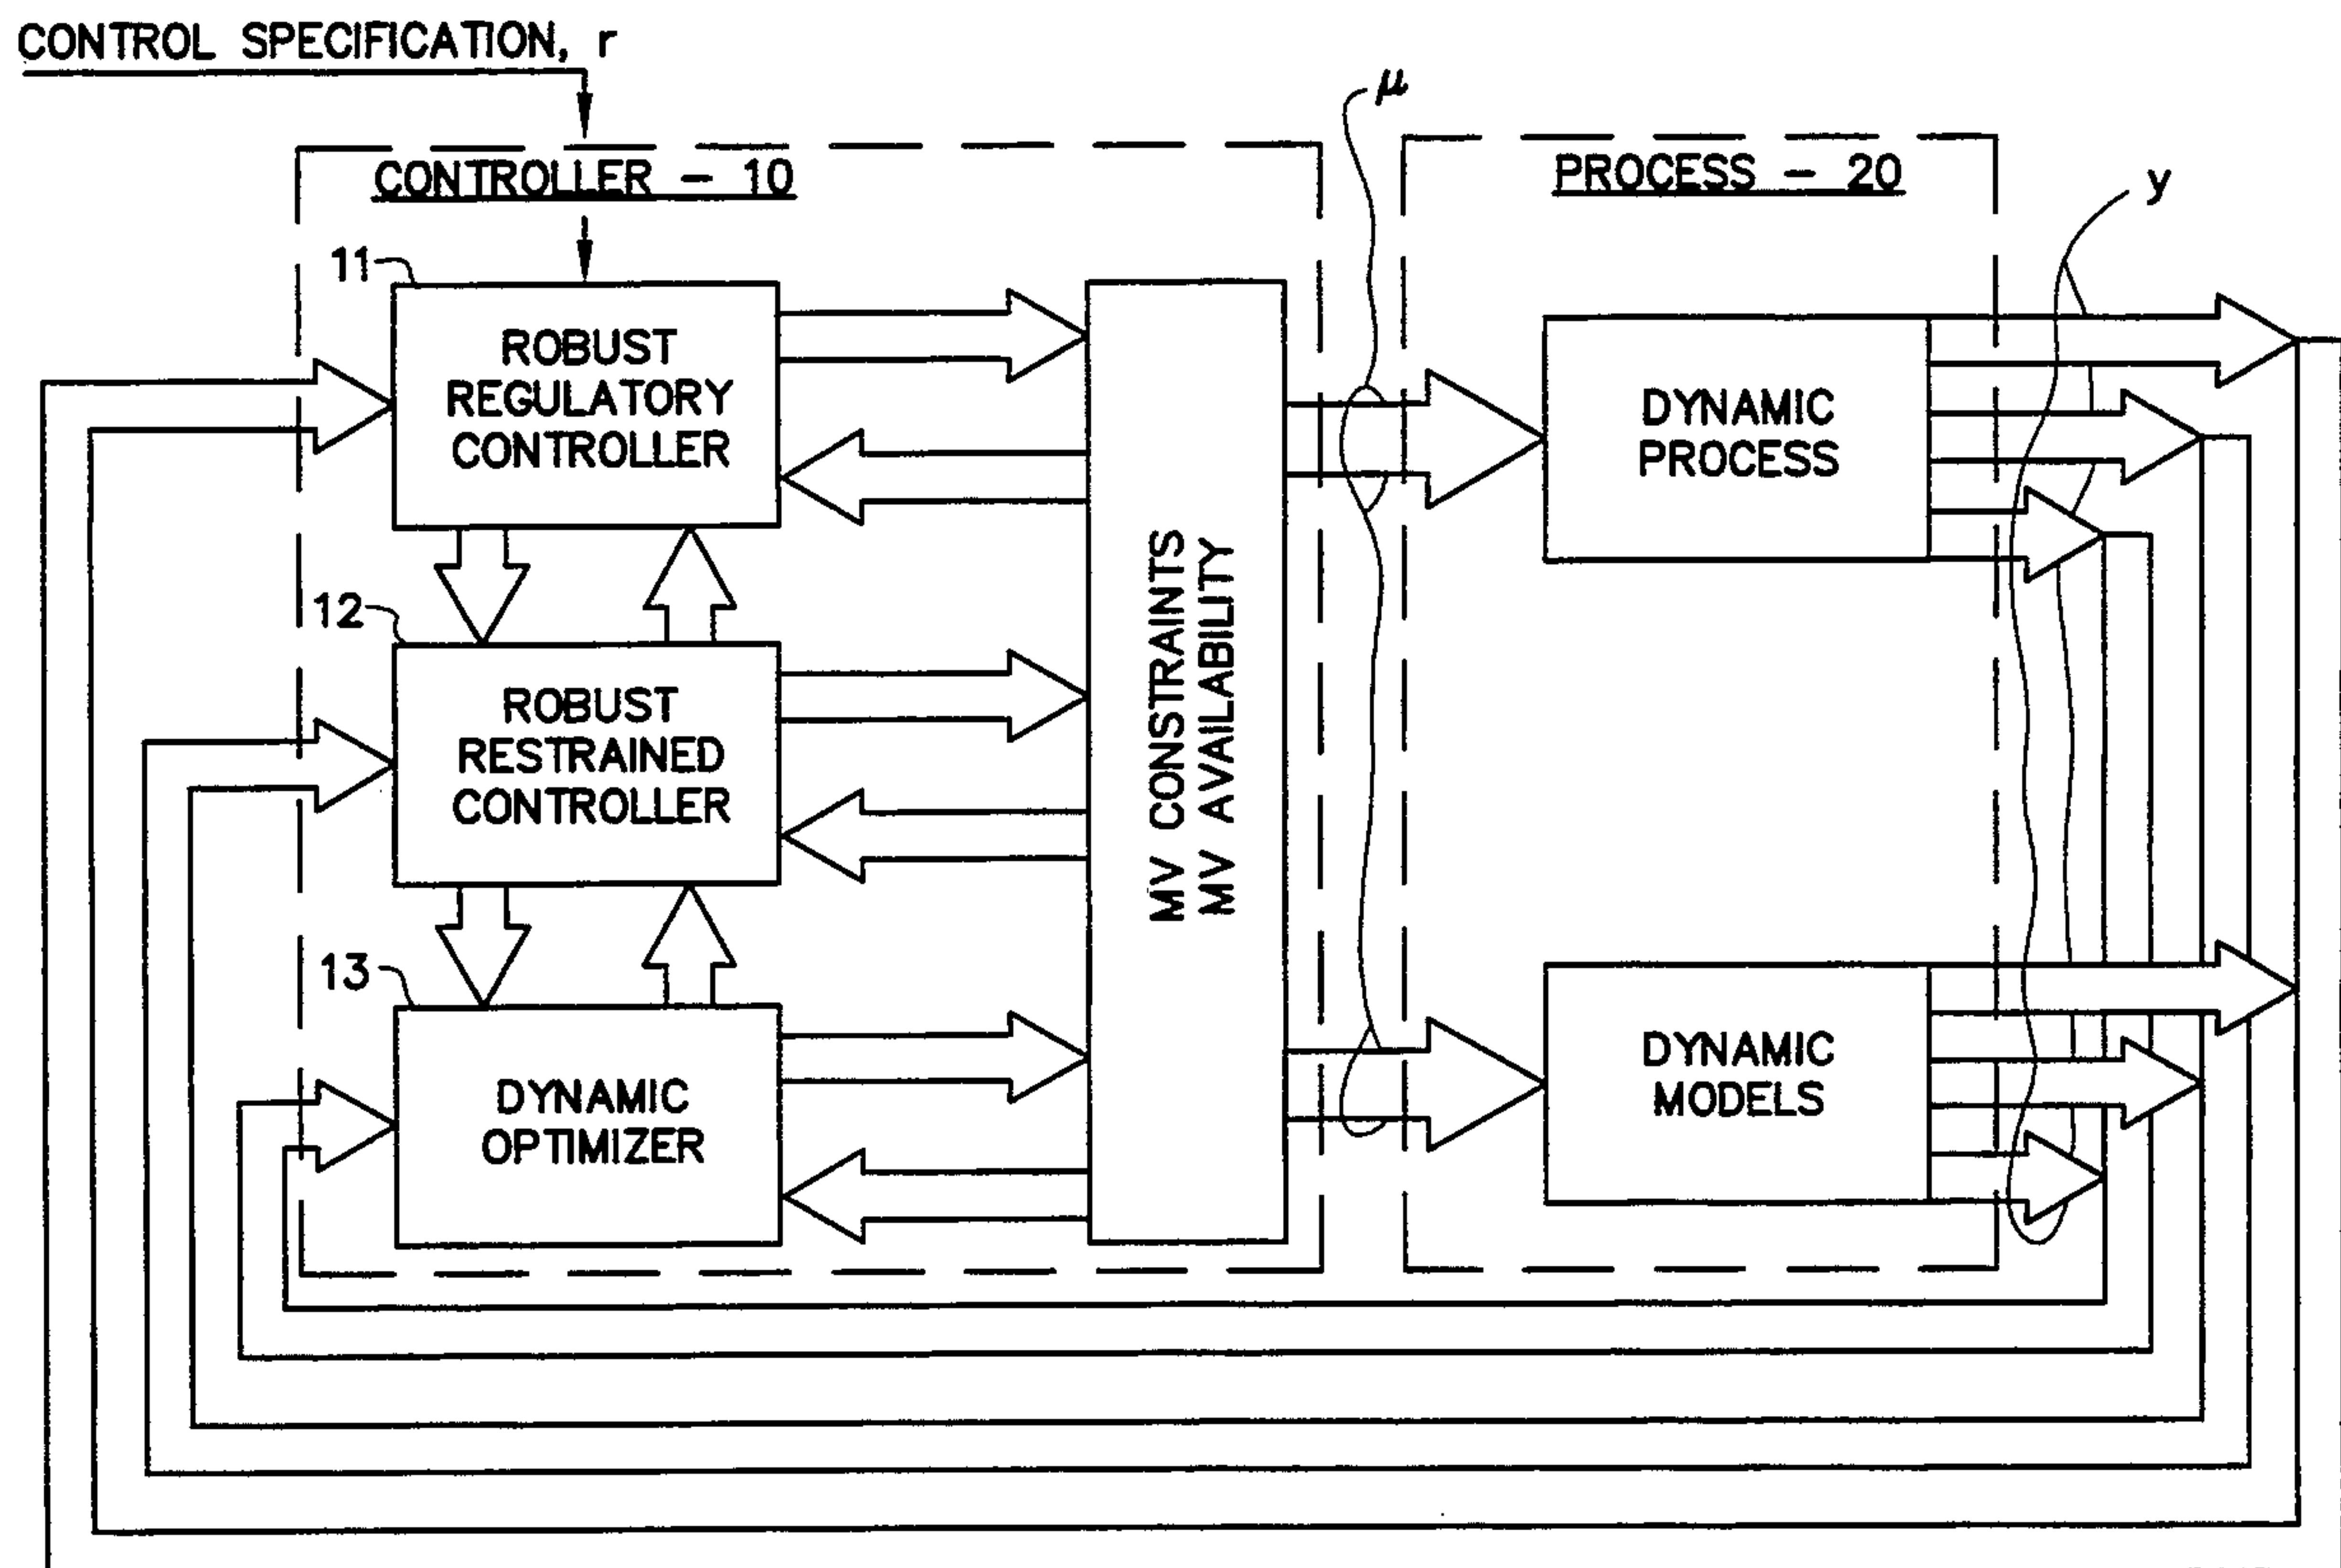 CONTROL SPECIFICATION, r
μ
CONTROLLER - 10
PROCESS - 20
y
11
ROBUST
REGULATORY
CONTROLLER
DYNAMIC
PROCESS
MV CONSTRAINTS
MV AVAILABILITY
12
ROBUST
RESTRAINED
CONTROLLER
13
DYNAMIC
OPTIMIZER
DYNAMIC
MODELS